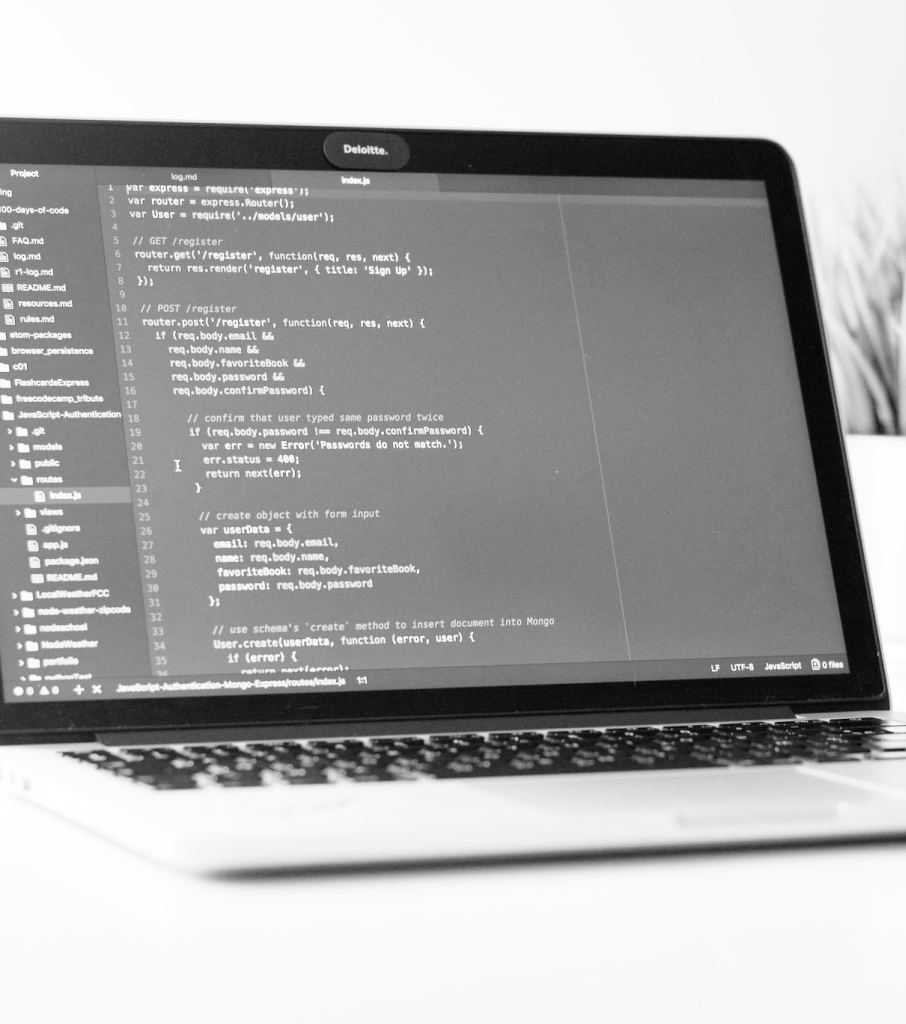 Deloitte.
Project
log.md
index.js
ing
00-days-of-code
.git
FAQ.md
log.md
r1-log.md
README.md
resources.md
rules.md
atom-packages
browser_persistence
c01
FlashcardsExpress
freecodecamp_tribute
JavaScript-Authentication
.git
models
public
routes
index.js
views
.gitignore
app.js
package.json
README.md
LocalWeatherFCC
node-weather-zipcode
nodeschool
NodeWeather
portfolio
pythonTest
1 var express = require('express');
2 var router = express.Router();
3 var User = require('../models/user');
4
5 // GET /register
6 router.get('/register', function(req, res, next) {
7 return res.render('register', { title: 'Sign Up' });
8 });
9
10 // POST /register
11 router.post('/register', function(req, res, next) {
12 if (req.body.email &&
13 req.body.name &&
14 req.body.favoriteBook &&
15 req.body.password &&
16 req.body.confirmPassword) {
17
18 // confirm that user typed same password twice
19 if (req.body.password !== req.body.confirmPassword) {
20 var err = new Error('Passwords do not match.');
21 err.status = 400;
22 return next(err);
23 }
24
25 // create object with form input
26 var userData = {
27 email: req.body.email,
28 name: req.body.name,
29 favoriteBook: req.body.favoriteBook,
30 password: req.body.password
31 };
32
33 // use schema's `create` method to insert document into Mongo
34 User.create(userData, function (error, user) {
35 if (error) {
36 return next(error);
0 0 JavaScript-Authentication-Mongo-Express/routes/index.js 1:1 LF UTF-8 JavaScript 0 files